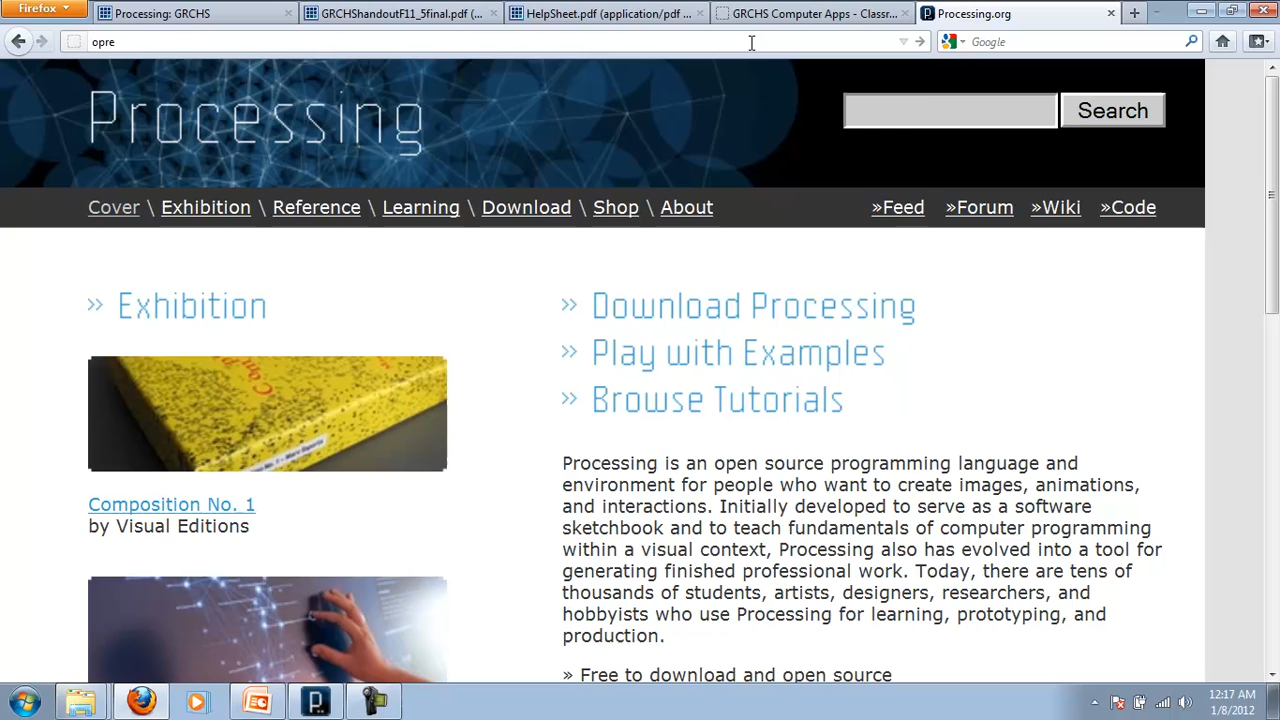 Firefox
Processing: GRCHS
GRCHShandoutF11_5final.pdf (...
HelpSheet.pdf (application/pdf ...
GRCHS Computer Apps - Classr...
Processing.org
opre
Google
Processing
Search
Cover \ Exhibition \ Reference \ Learning \ Download \ Shop \ About
»Feed »Forum »Wiki »Code
» Exhibition
Composition No. 1
by Visual Editions
» Download Processing
» Play with Examples
» Browse Tutorials
Processing is an open source programming language and
environment for people who want to create images, animations,
and interactions. Initially developed to serve as a software
sketchbook and to teach fundamentals of computer programming
within a visual context, Processing also has evolved into a tool for
generating finished professional work. Today, there are tens of
thousands of students, artists, designers, researchers, and
hobbyists who use Processing for learning, prototyping, and
production.
» Free to download and open source
12:17 AM
1/8/2012